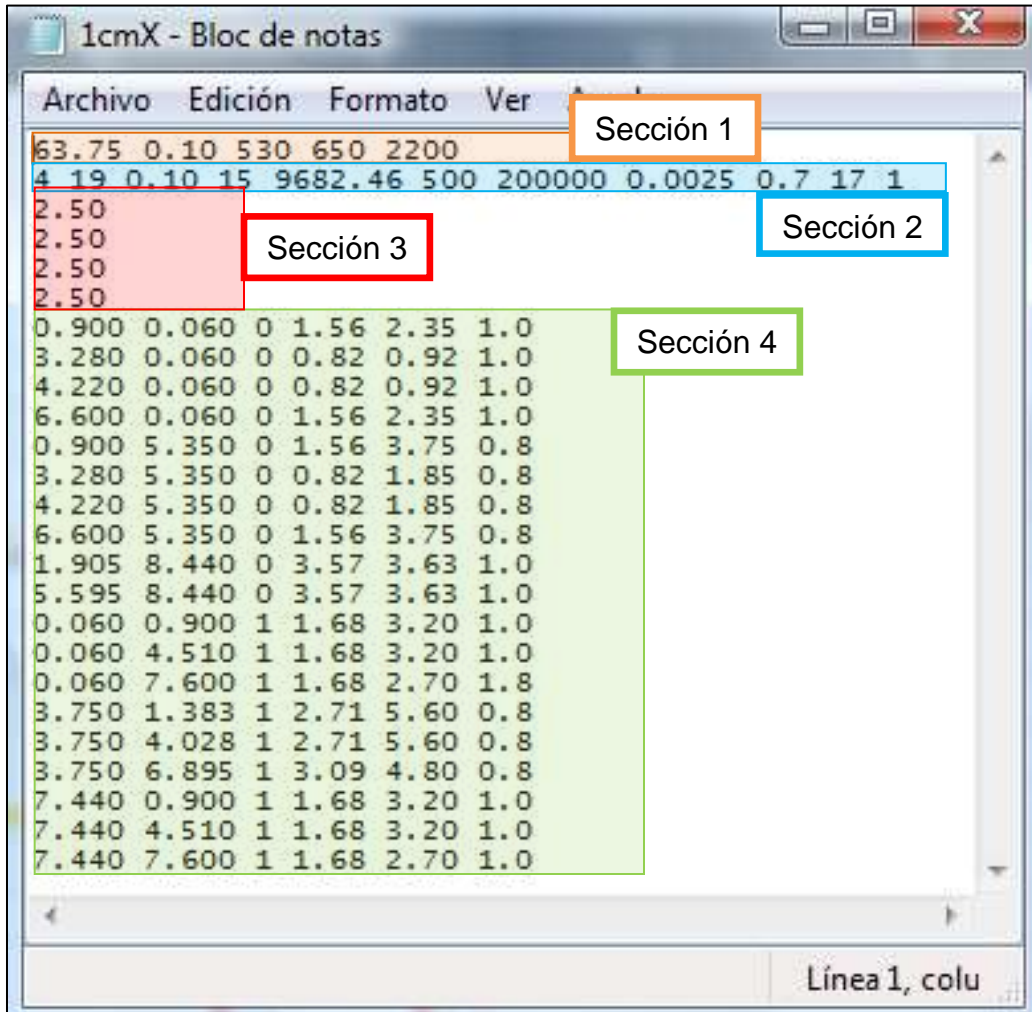 1cmX - Bloc de notas
Archivo Edición Formato Ver
Sección 1
63.75 0.10 530 650 2200
4 19 0.10 15 9682.46 500 200000 0.0025 0.7 17 1
Sección 2
2.50
2.50
Sección 3
2.50
2.50
0.900 0.060 0 1.56 2.35 1.0
Sección 4
3.280 0.060 0 0.82 0.92 1.0
4.220 0.060 0 0.82 0.92 1.0
6.600 0.060 0 1.56 2.35 1.0
0.900 5.350 0 1.56 3.75 0.8
3.280 5.350 0 0.82 1.85 0.8
4.220 5.350 0 0.82 1.85 0.8
6.600 5.350 0 1.56 3.75 0.8
1.905 8.440 0 3.57 3.63 1.0
5.595 8.440 0 3.57 3.63 1.0
0.060 0.900 1 1.68 3.20 1.0
0.060 4.510 1 1.68 3.20 1.0
0.060 7.600 1 1.68 2.70 1.8
3.750 1.383 1 2.71 5.60 0.8
3.750 4.028 1 2.71 5.60 0.8
3.750 6.895 1 3.09 4.80 0.8
7.440 0.900 1 1.68 3.20 1.0
7.440 4.510 1 1.68 3.20 1.0
7.440 7.600 1 1.68 2.70 1.0
Línea 1, colu